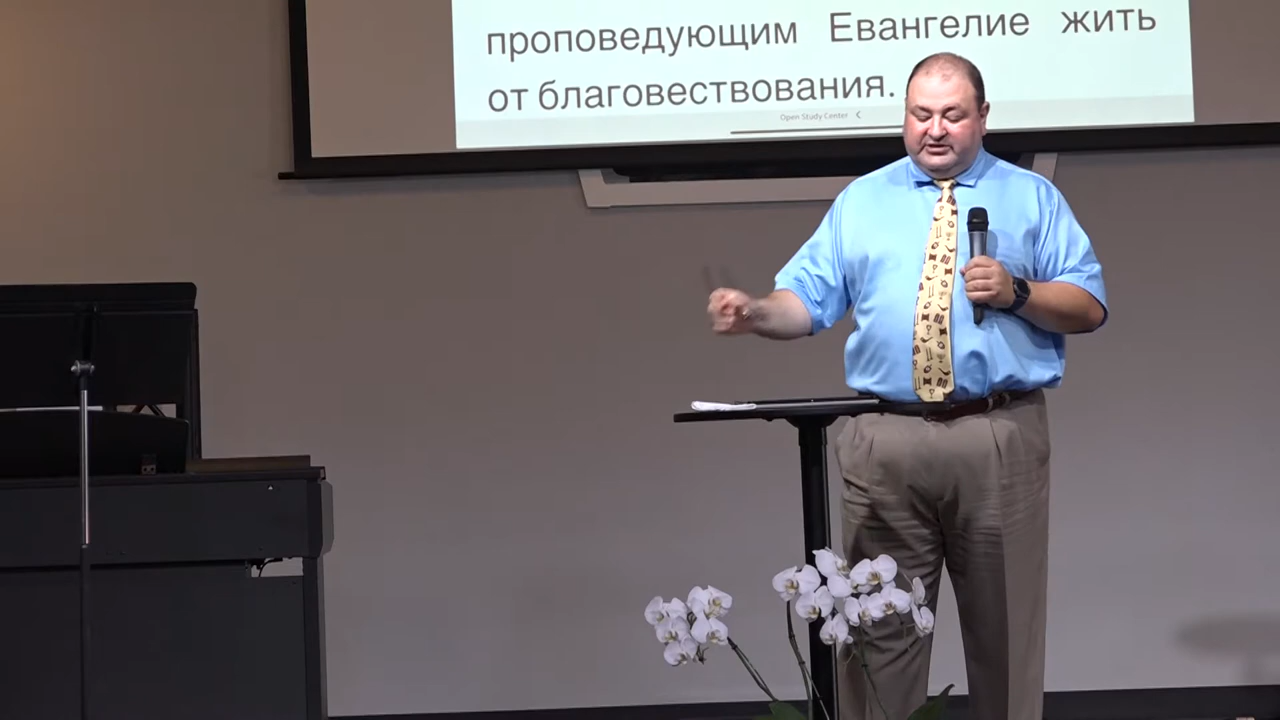 проповедующим Евангелие жить
от благовествования.
Open Study Center